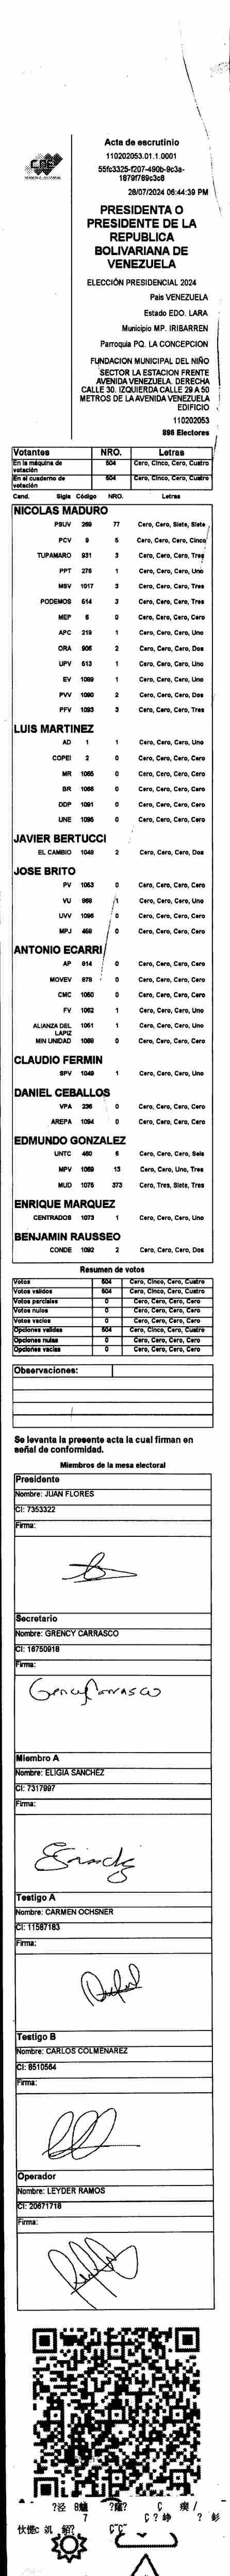 CNE
Acta de escrutinio
110202053.01.1.0001
55fc3325-f207-490b-9c3a-
1879f789c3c8
28/07/2024 06:44:39 PM
PRESIDENTA O
PRESIDENTE DE LA
REPUBLICA
BOLIVARIANA DE
VENEZUELA
ELECCIÓN PRESIDENCIAL 2024
Pais VENEZUELA
Estado EDO. LARA
Municipio MP. IRIBARREN
Parroquia PQ. LA CONCEPCION
FUNDACION MUNICIPAL DEL NIÑO
SECTOR LA ESTACION FRENTE
AVENIDA VENEZUELA. DERECHA
CALLE 30. IZQUIERDA CALLE 29 A 50
METROS DE LA AVENIDA VENEZUELA
EDIFICIO
110202053
896 Electores
Votantes NRO. Letras
En la máquina de votación 504 Cero, Cinco, Cero, Cuatro
En el cuaderno de votación 504 Cero, Cinco, Cero, Cuatro
Cand. Sigla Código NRO. Letras
NICOLAS MADURO
PSUV 269 77 Cero, Cero, Siete, Siete
PCV 9 5 Cero, Cero, Cero, Cinco
TUPAMARO 931 3 Cero, Cero, Cero, Tres
PPT 276 1 Cero, Cero, Cero, Uno
MSV 1017 3 Cero, Cero, Cero, Tres
PODEMOS 514 3 Cero, Cero, Cero, Tres
MEP 6 0 Cero, Cero, Cero, Cero
APC 219 1 Cero, Cero, Cero, Uno
ORA 906 2 Cero, Cero, Cero, Dos
UPV 513 1 Cero, Cero, Cero, Uno
EV 1089 1 Cero, Cero, Cero, Uno
PVV 1090 2 Cero, Cero, Cero, Dos
PFV 1093 3 Cero, Cero, Cero, Tres
LUIS MARTINEZ
AD 1 1 Cero, Cero, Cero, Uno
COPEI 2 0 Cero, Cero, Cero, Cero
MR 1065 0 Cero, Cero, Cero, Cero
BR 1066 0 Cero, Cero, Cero, Cero
DDP 1091 0 Cero, Cero, Cero, Cero
UNE 1095 0 Cero, Cero, Cero, Cero
JAVIER BERTUCCI
EL CAMBIO 1048 2 Cero, Cero, Cero, Dos
JOSE BRITO
PV 1053 0 Cero, Cero, Cero, Cero
VU 969 1 Cero, Cero, Cero, Uno
UVV 1096 0 Cero, Cero, Cero, Cero
MPJ 459 0 Cero, Cero, Cero, Cero
ANTONIO ECARRI
AP 914 0 Cero, Cero, Cero, Cero
MOVEV 878 0 Cero, Cero, Cero, Cero
CMC 1050 0 Cero, Cero, Cero, Cero
FV 1062 1 Cero, Cero, Cero, Uno
ALIANZA DEL LAPIZ 1051 1 Cero, Cero, Cero, Uno
MIN UNIDAD 1088 0 Cero, Cero, Cero, Cero
CLAUDIO FERMIN
SPV 1049 1 Cero, Cero, Cero, Uno
DANIEL CEBALLOS
VPA 236 0 Cero, Cero, Cero, Cero
AREPA 1094 0 Cero, Cero, Cero, Cero
EDMUNDO GONZALEZ
UNTC 460 6 Cero, Cero, Cero, Seis
MPV 1069 13 Cero, Cero, Uno, Tres
MUD 1075 373 Cero, Tres, Siete, Tres
ENRIQUE MARQUEZ
CENTRADOS 1073 1 Cero, Cero, Cero, Uno
BENJAMIN RAUSSEO
CONDE 1092 2 Cero, Cero, Cero, Dos
Resumen de votos
Votos 504 Cero, Cinco, Cero, Cuatro
Votos validos 504 Cero, Cinco, Cero, Cuatro
Votos parciales 0 Cero, Cero, Cero, Cero
Votos nulos 0 Cero, Cero, Cero, Cero
Votos vacios 0 Cero, Cero, Cero, Cero
Opciones validas 504 Cero, Cinco, Cero, Cuatro
Opciones nulas 0 Cero, Cero, Cero, Cero
Opciones vacias 0 Cero, Cero, Cero, Cero
Observaciones:
Se levanta la presente acta la cual firman en
señal de conformidad.
Miembros de la mesa electoral
Presidente
Nombre: JUAN FLORES
CI: 7353322
Firma:
Secretario
Nombre: GRENCY CARRASCO
CI: 16750918
Firma:
Grency Carrasco
Miembro A
Nombre: ELIGIA SANCHEZ
CI: 7317997
Firma:
Testigo A
Nombre: CARMEN OCHSNER
CI: 11587183
Firma:
Testigo B
Nombre: CARLOS COLMENAREZ
CI: 8510564
Firma:
Operador
Nombre: LEYDER RAMOS
CI: 20671718
Firma: